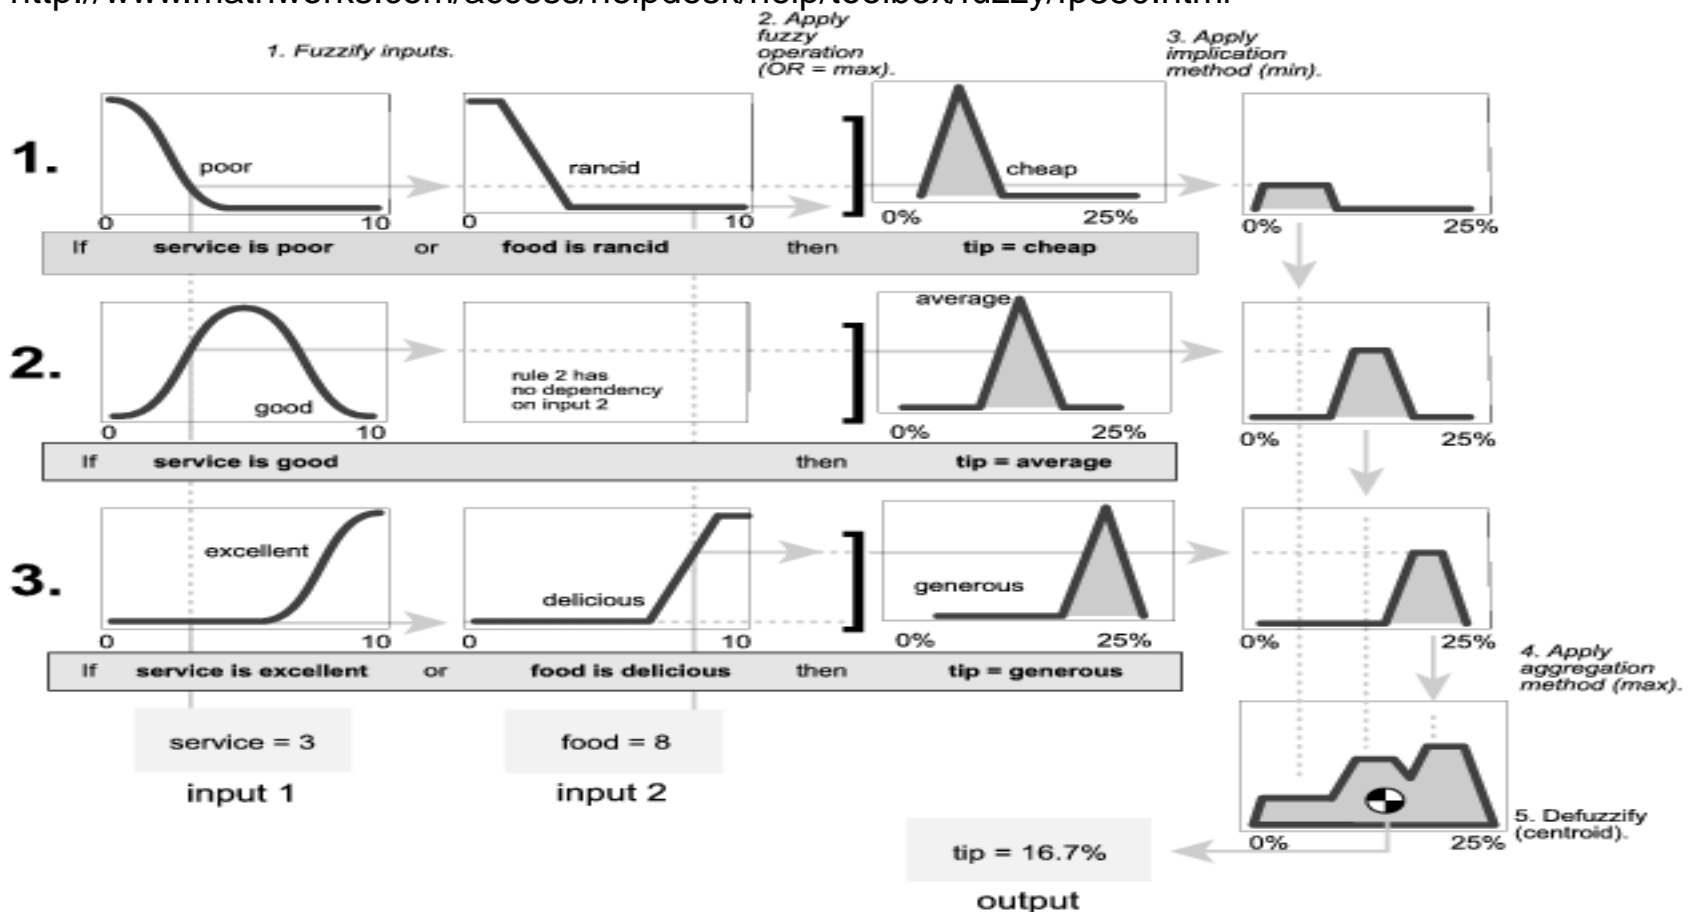 1. Fuzzify inputs.
2. Apply
fuzzy
operation
(OR = max).
3. Apply
implication
method (min).
1.
poor
0
10
rancid
0
10
cheap
0%
25%
0%
25%
If service is poor or food is rancid then tip = cheap
2.
good
0
10
rule 2 has
no dependency
on input 2
average
0%
25%
0%
25%
If service is good then tip = average
3.
excellent
0
10
delicious
0
10
generous
0%
25%
0%
25%
If service is excellent or food is delicious then tip = generous
4. Apply
aggregation
method (max).
service = 3
input 1
food = 8
input 2
0%
25%
5. Defuzzify
(centroid).
tip = 16.7%
output